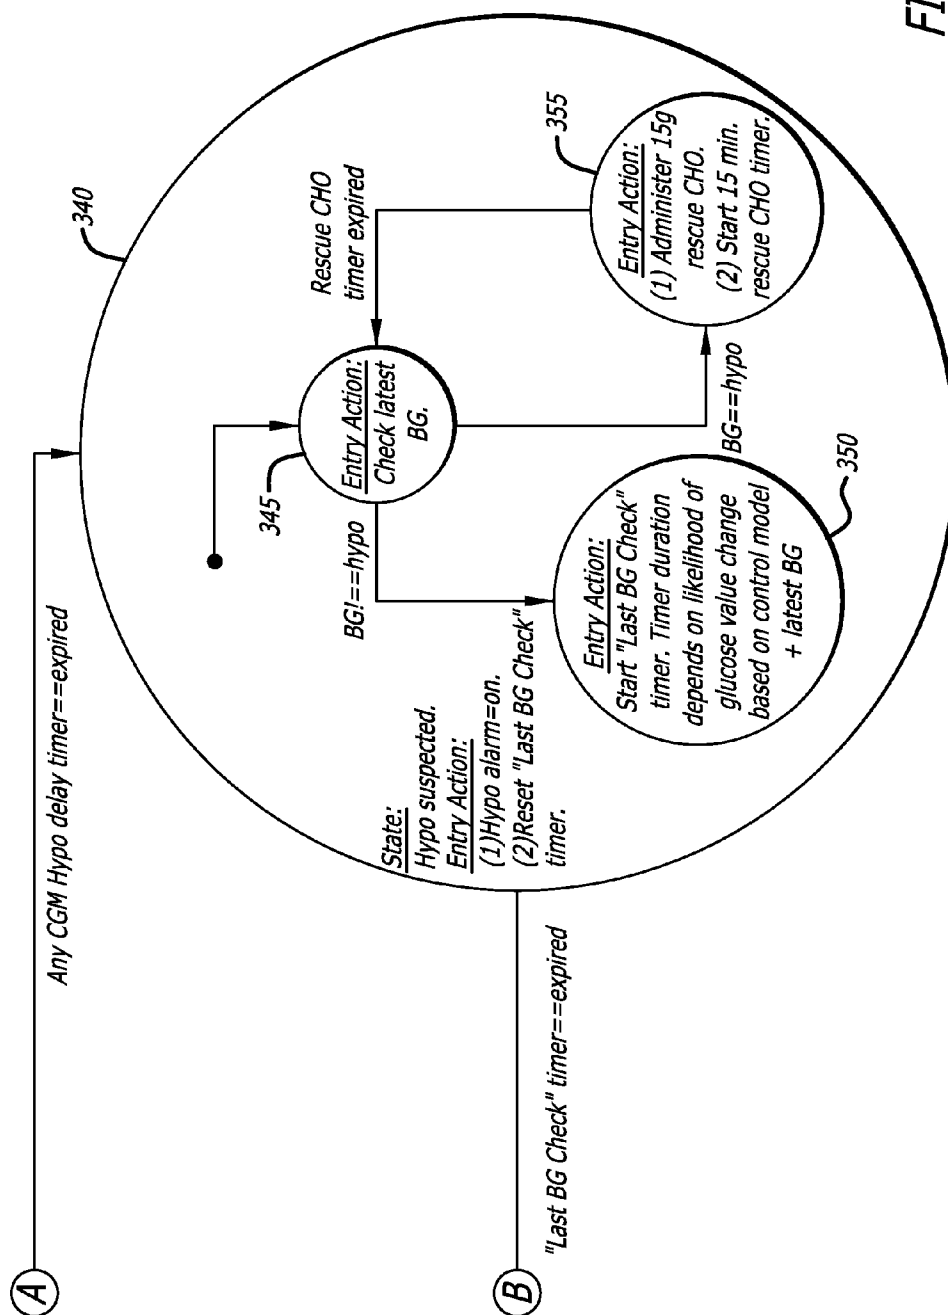 A
Any CGM Hypo delay timer==expired
340
Rescue CHO
timer expired
355
Entry Action:
(1) Administer 15g
rescue CHO.
(2) Start 15 min.
rescue CHO timer.
345
Entry Action:
Check latest
BG.
BG!==hypo
BG==hypo
State:
Hypo suspected.
Entry Action:
(1)Hypo alarm=on.
(2)Reset "Last BG Check"
timer.
Entry Action:
Start "Last BG Check"
timer. Timer duration
depends on likelihood of
glucose value change
based on control model
+ latest BG
350
B
"Last BG Check" timer==expired